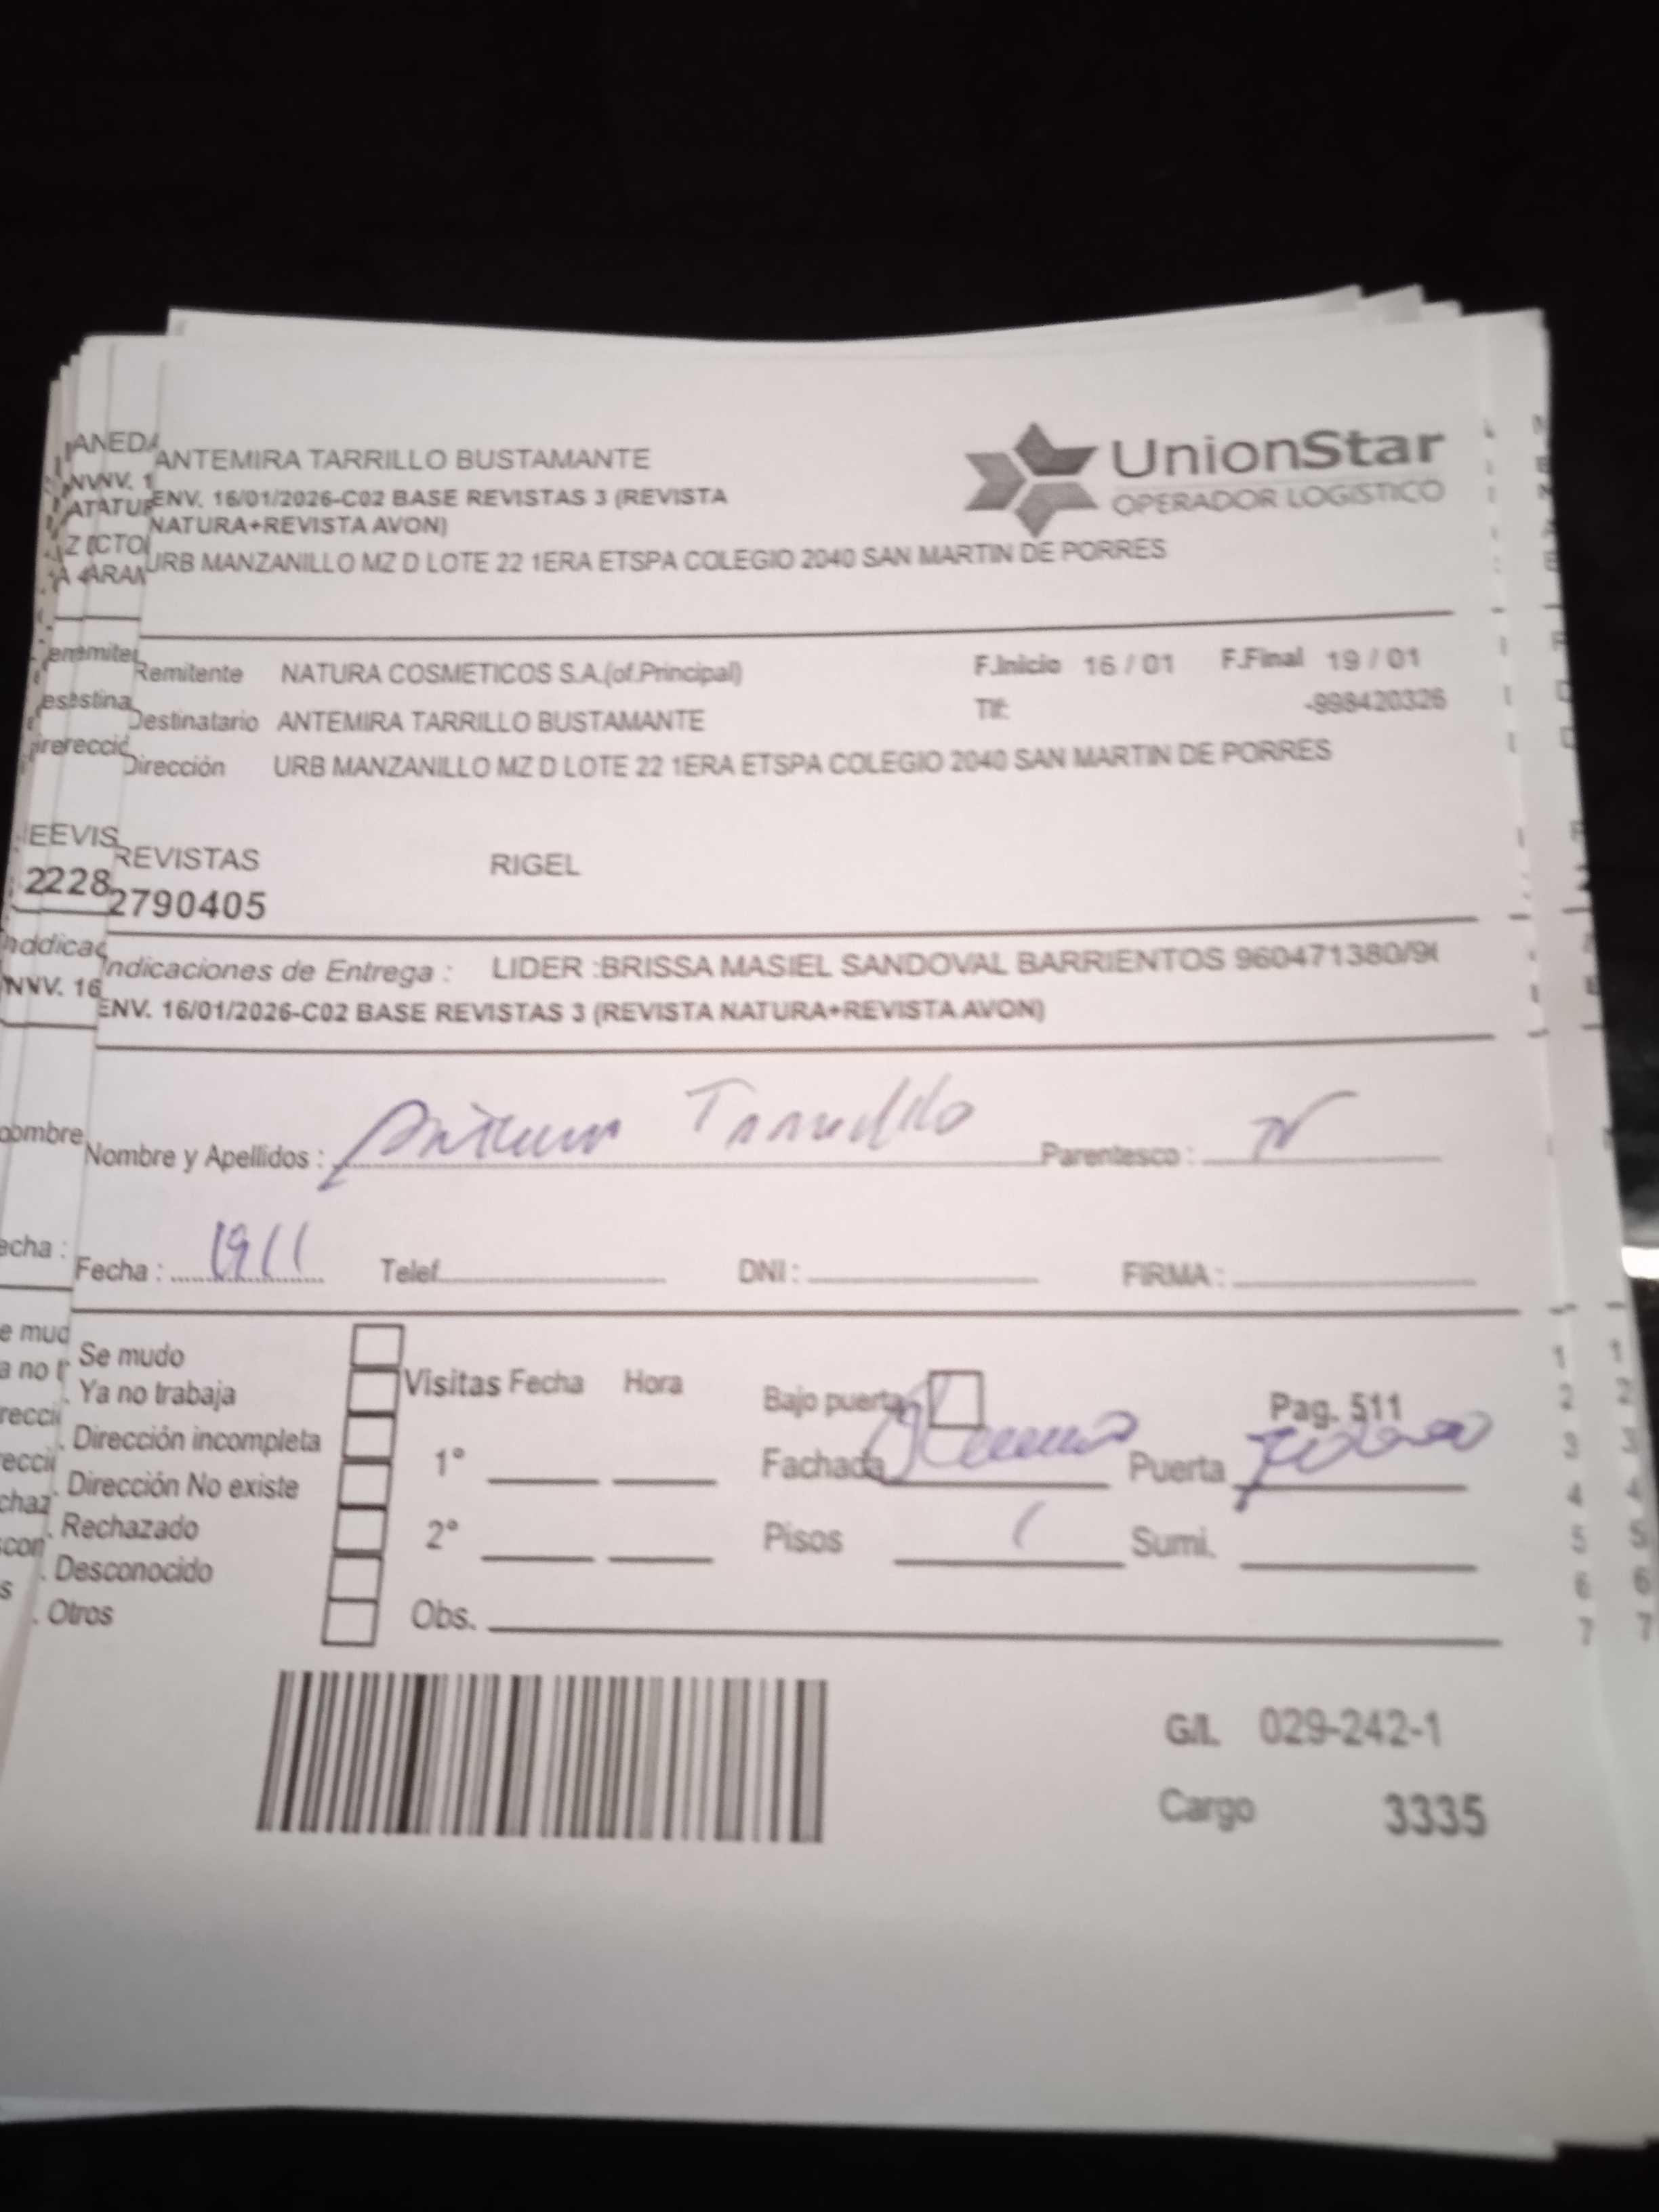 ANTEMIRA TARRILLO BUSTAMANTE
ENV. 16/01/2026-C02 BASE REVISTAS 3 (REVISTA
NATURA+REVISTA AVON)
URB MANZANILLO MZ D LOTE 22 1ERA ETSPA COLEGIO 2040 SAN MARTIN DE PORRES
UnionStar
OPERADOR LOGISTICO
Remitente NATURA COSMETICOS S.A.(of.Principal) F.Inicio 16 / 01 F.Final 19 / 01
Destinatario ANTEMIRA TARRILLO BUSTAMANTE Tlf: -998420326
Dirección URB MANZANILLO MZ D LOTE 22 1ERA ETSPA COLEGIO 2040 SAN MARTIN DE PORRES
REVISTAS RIGEL
2790405
Indicaciones de Entrega : LIDER :BRISSA MASIEL SANDOVAL BARRIENTOS 960471380/9
ENV. 16/01/2026-C02 BASE REVISTAS 3 (REVISTA NATURA+REVISTA AVON)
Nombre y Apellidos : Tarrillo Parentesco :
Fecha : 19/1 Telef. DNI : FIRMA :
Se mudo
Ya no trabaja
Dirección incompleta
Dirección No existe
Rechazado
Desconocido
Otros
Visitas Fecha Hora
1°
2°
Obs.
Bajo puerta Pag. 511
Fachada Puerta
Pisos 1 Sumi.
G/I. 029-242-1
Cargo 3335